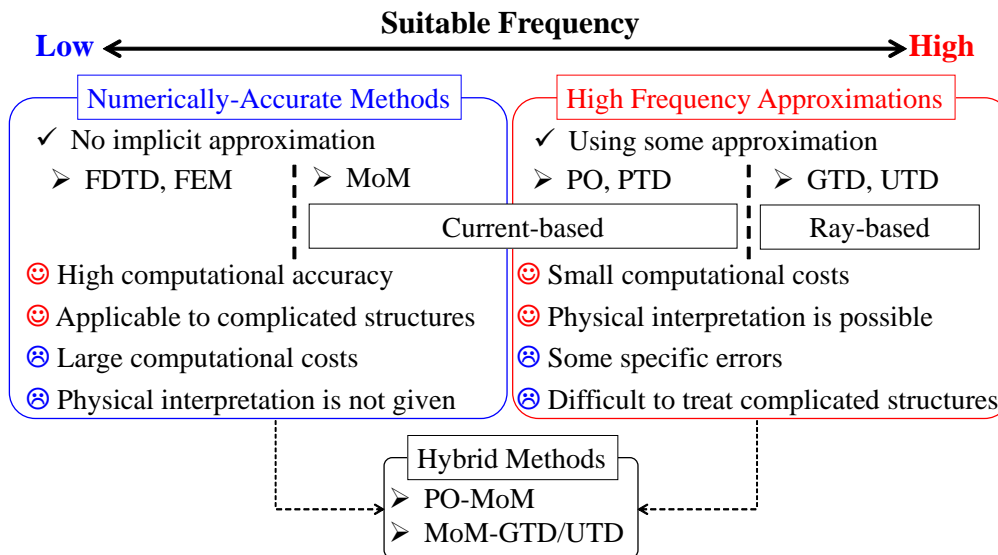 Suitable Frequency
Low
High
Numerically-Accurate Methods
✓ No implicit approximation
➢ FDTD, FEM
➢ MoM
High Frequency Approximations
✓ Using some approximation
➢ PO, PTD
➢ GTD, UTD
Current-based
Ray-based
☺ High computational accuracy
☺ Applicable to complicated structures
☹ Large computational costs
☹ Physical interpretation is not given
☺ Small computational costs
☺ Physical interpretation is possible
☹ Some specific errors
☹ Difficult to treat complicated structures
Hybrid Methods
➢ PO-MoM
➢ MoM-GTD/UTD